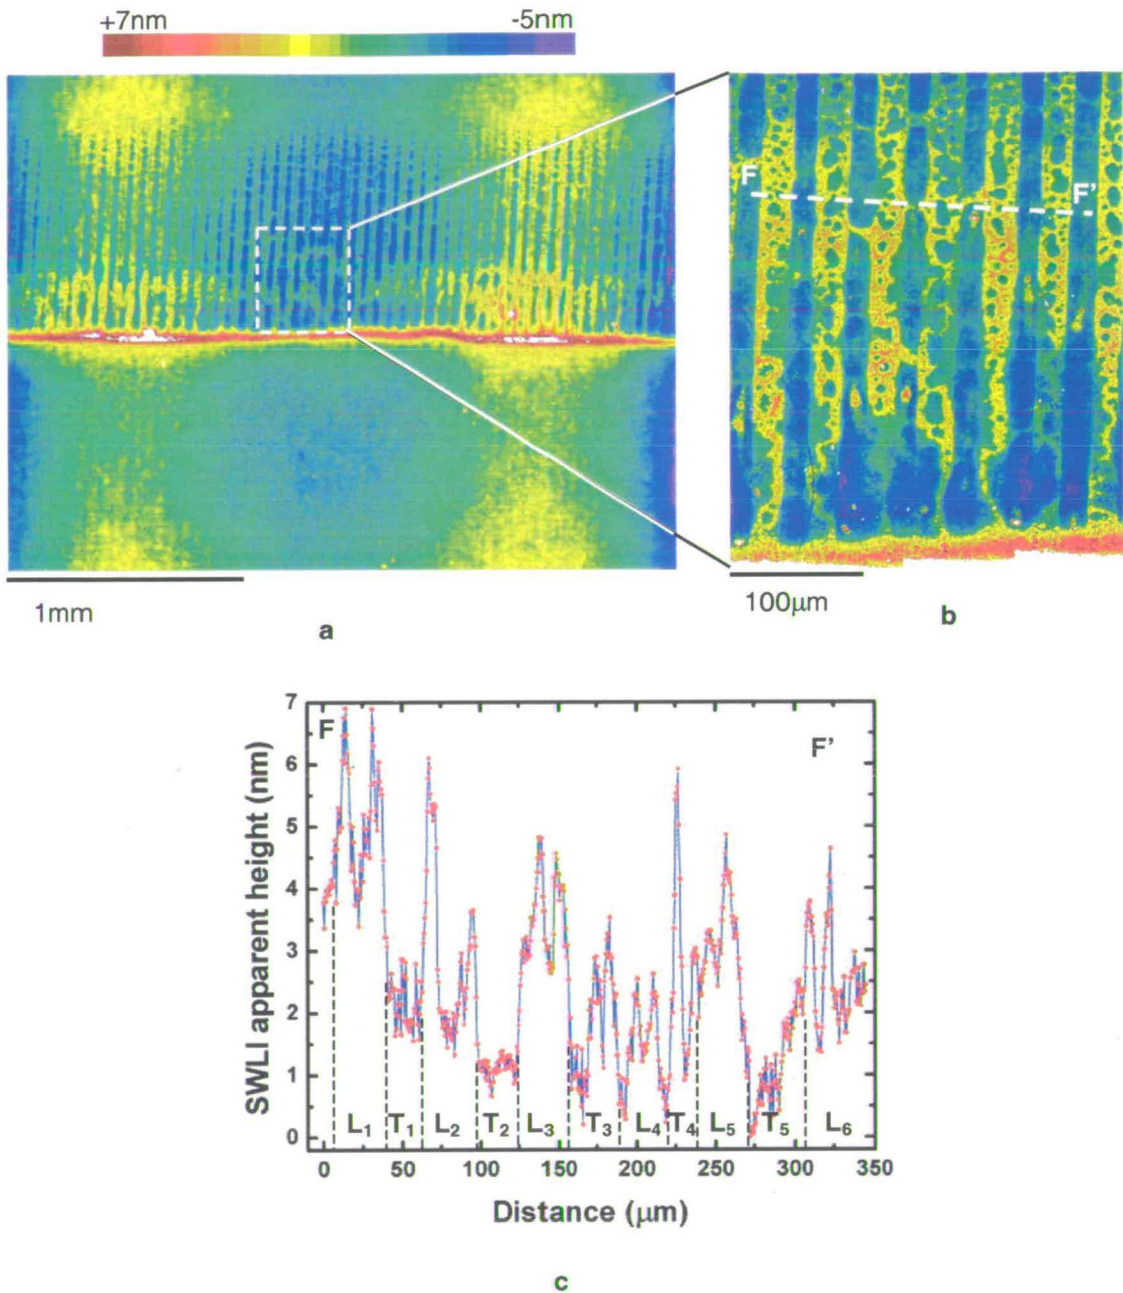 +7nm -5nm
F F'
1mm
100μm
a
b
SWLI apparent height (nm)
7
6
5
4
3
2
1
0
F F'
L1 T1 L2 T2 L3 T3 L4 T4 L5 T5 L6
0 50 100 150 200 250 300 350
Distance (μm)
c